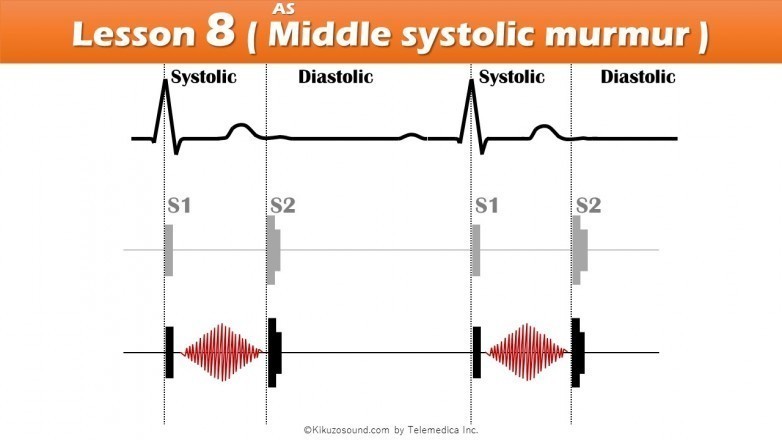 AS
Lesson 8 ( Middle systolic murmur )
Systolic Diastolic Systolic Diastolic
S1 S2 S1 S2
©Kikuzosound.com by Telemedica Inc.